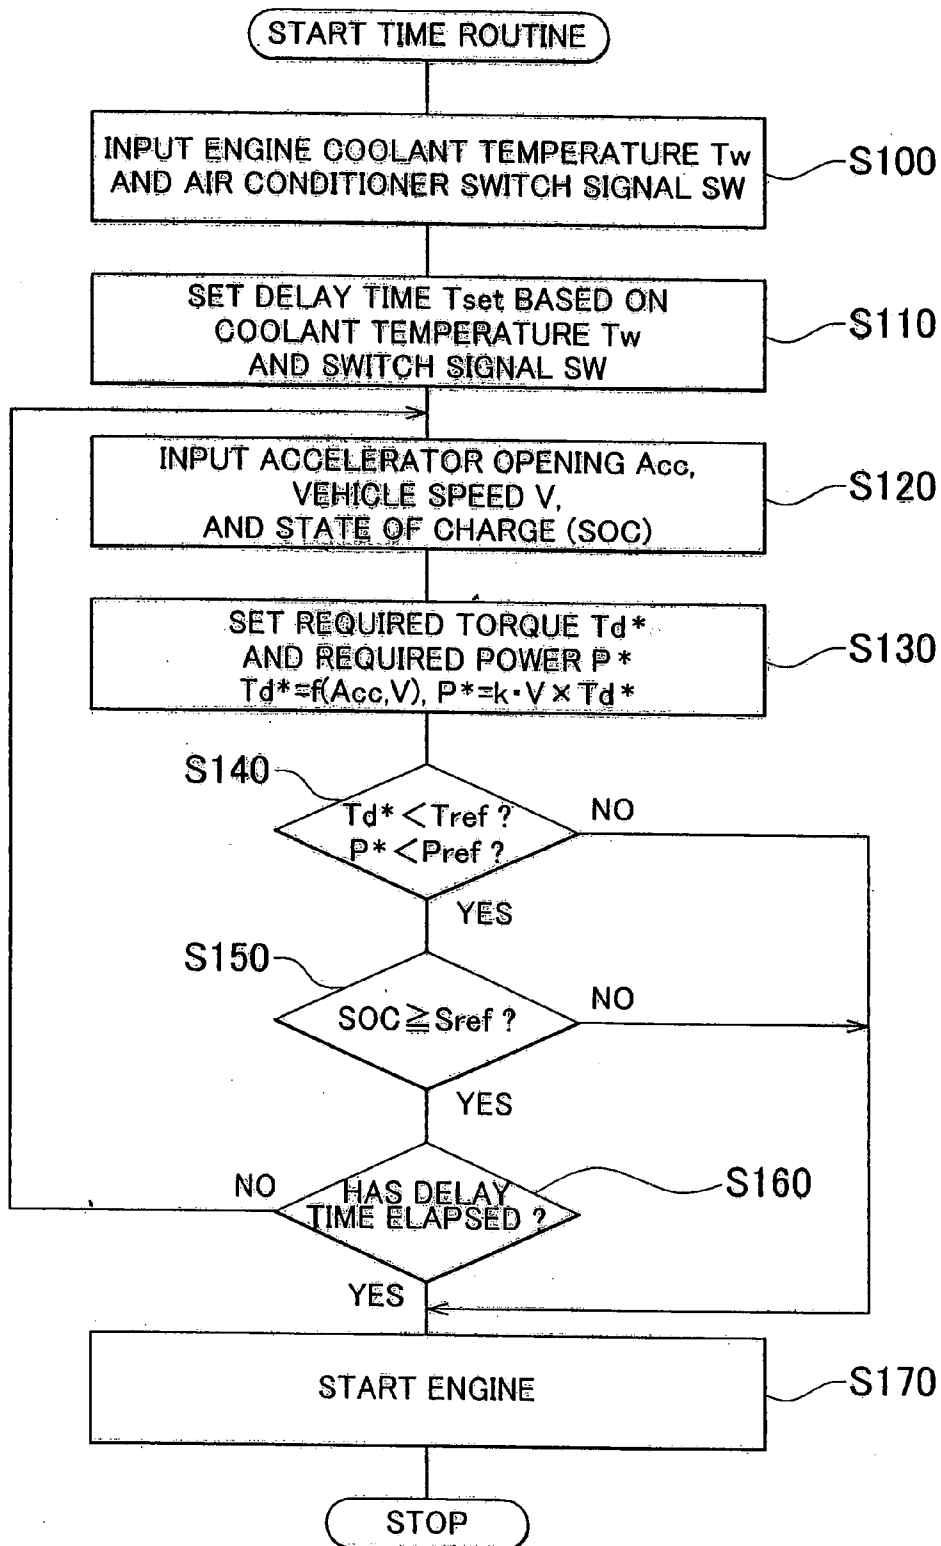 START TIME ROUTINE
INPUT ENGINE COOLANT TEMPERATURE Tw
AND AIR CONDITIONER SWITCH SIGNAL SW
S100
SET DELAY TIME Tset BASED ON
COOLANT TEMPERATURE Tw
AND SWITCH SIGNAL SW
S110
INPUT ACCELERATOR OPENING Acc,
VEHICLE SPEED V,
AND STATE OF CHARGE (SOC)
S120
SET REQUIRED TORQUE Td*
AND REQUIRED POWER P*
Td*=f(Acc,V), P*=k・V×Td*
S130
S140
Td*<Tref?
P*<Pref?
NO
YES
S150
SOC≧Sref?
NO
YES
S160
HAS DELAY
TIME ELAPSED ?
NO
YES
START ENGINE
S170
STOP